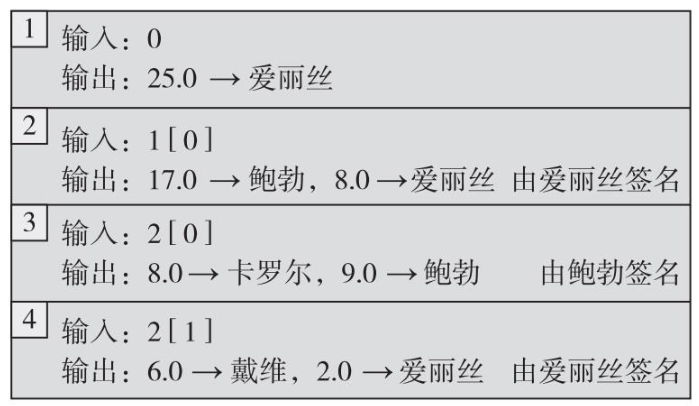 1
输入：0
输出：25.0 → 爱丽丝
2
输入：1[0]
输出：17.0 → 鲍勃，8.0→爱丽丝 由爱丽丝签名
3
输入：2[0]
输出：8.0→ 卡罗尔，9.0 → 鲍勃 由鲍勃签名
4
输入：2[1]
输出：6.0 → 戴维，2.0 → 爱丽丝 由爱丽丝签名